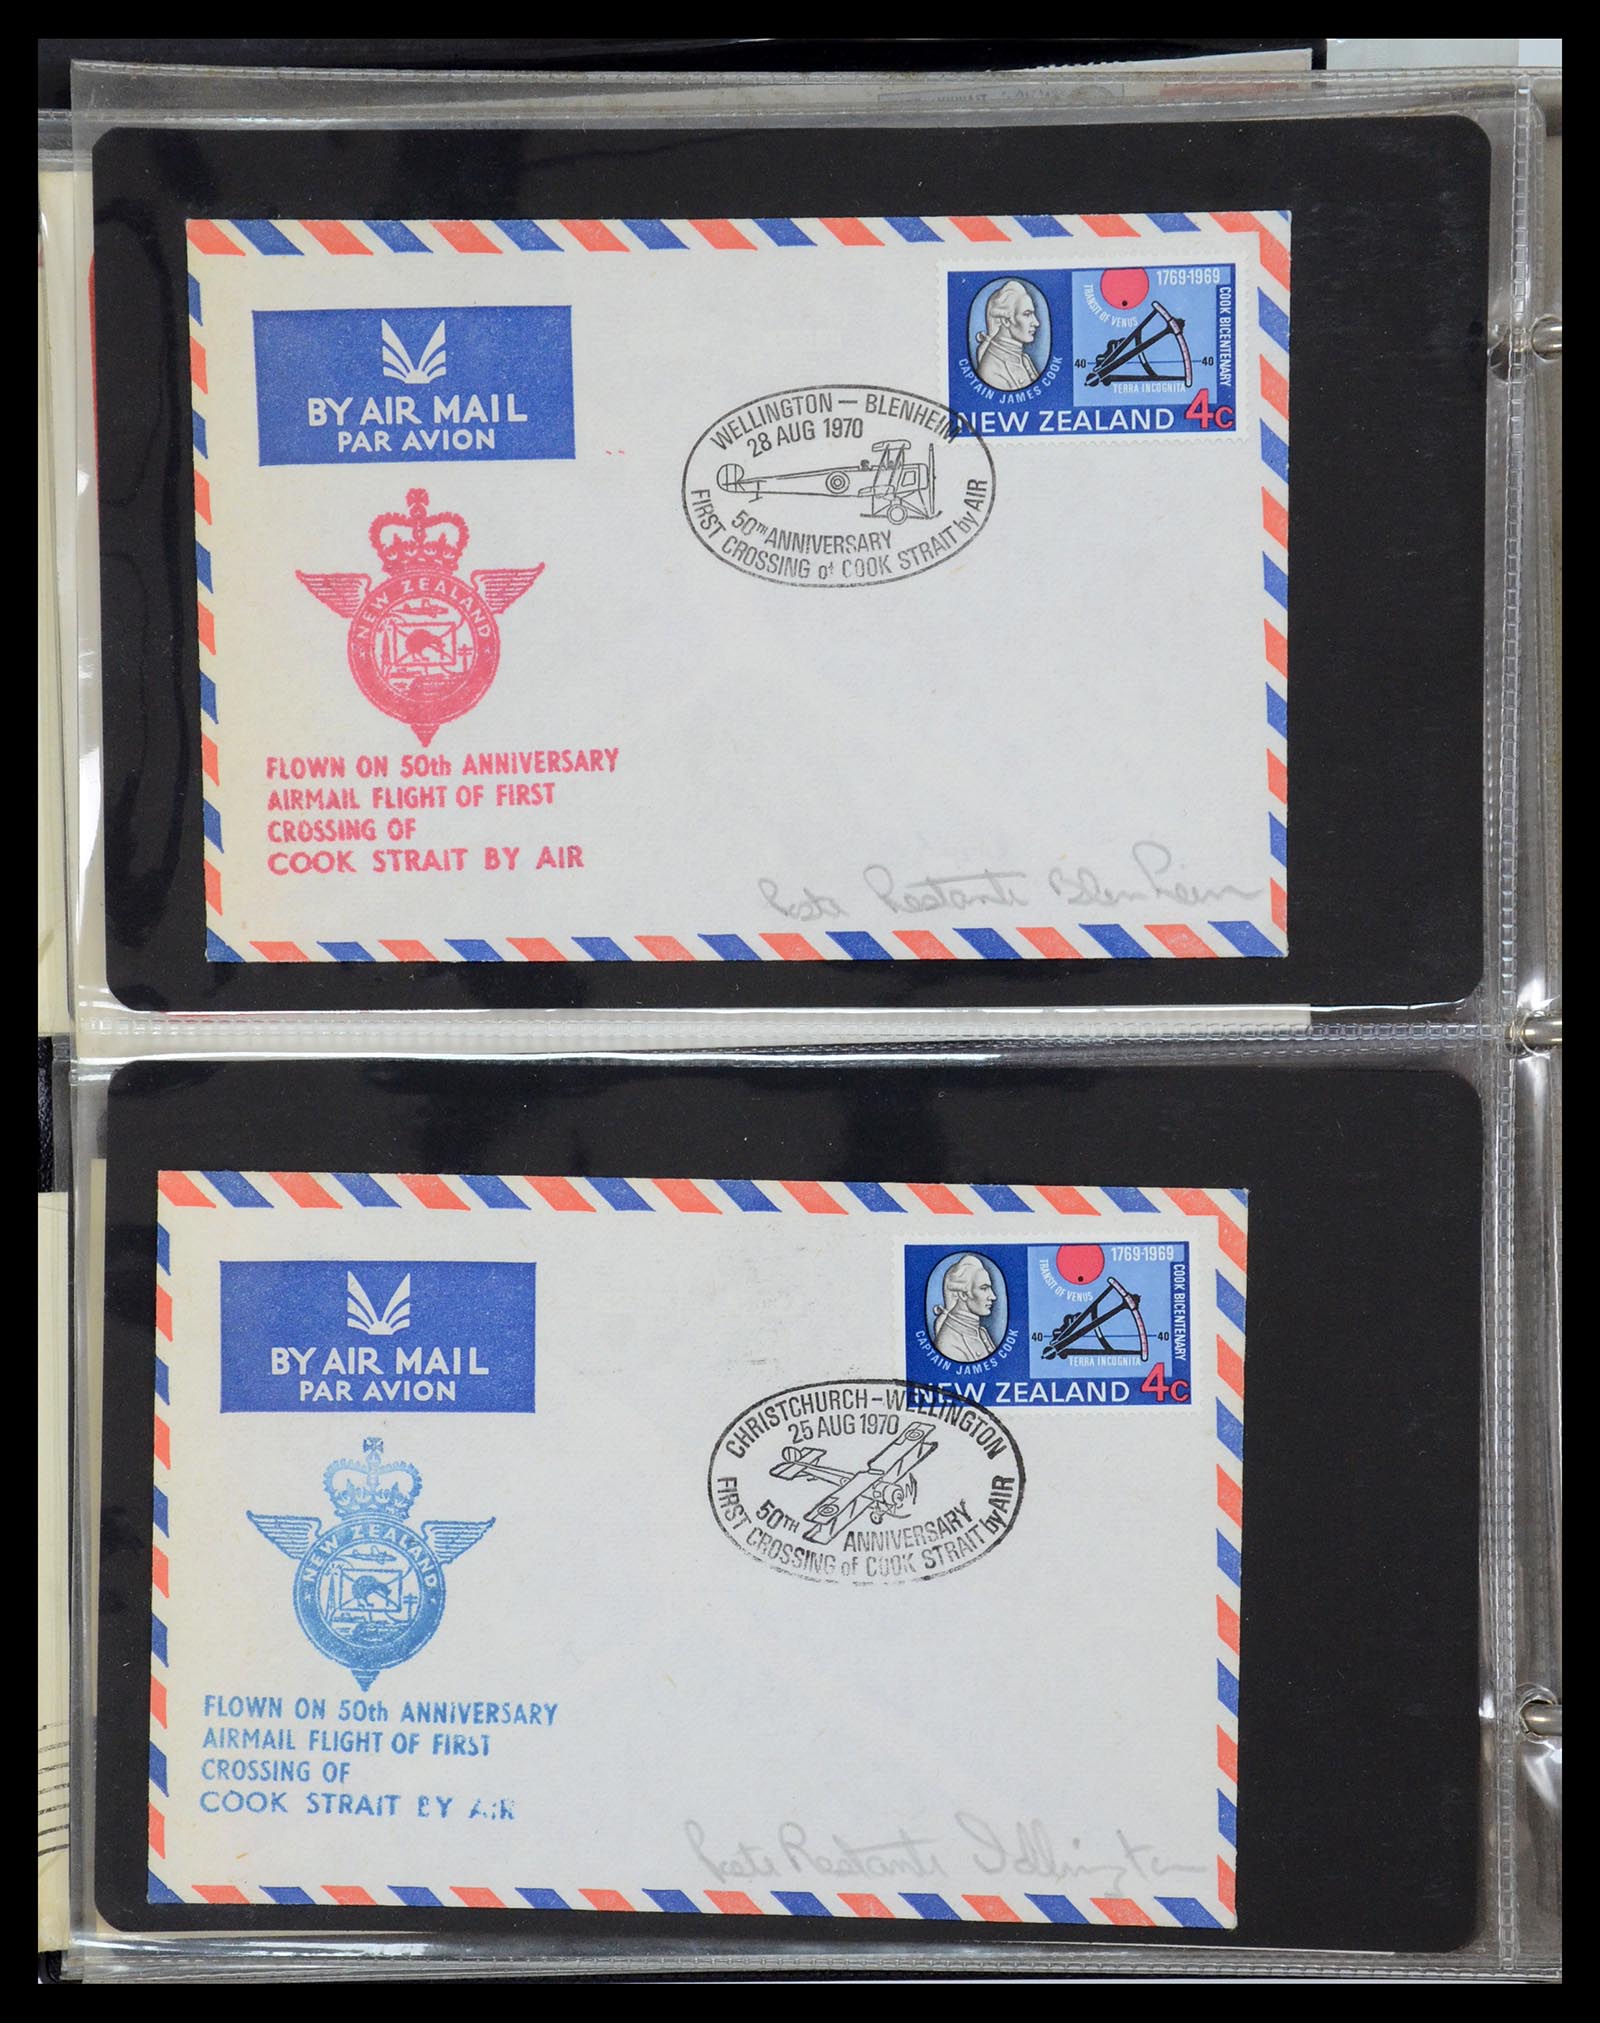 BY AIR MAIL
PAR AVION
1769-1969
TRANSIT OF VENUS
COOK BICENTENARY
40 40
TERRA INCOGNITA
CAPTAIN JAMES COOK
NEW ZEALAND 4c
WELLINGTON — BLENHEIM
28 AUG 1970
50TH ANNIVERSARY
FIRST CROSSING of COOK STRAIT by AIR
NEW ZEALAND
FLOWN ON 50th ANNIVERSARY
AIRMAIL FLIGHT OF FIRST
CROSSING OF
COOK STRAIT BY AIR
Poste Restante Blenheim
BY AIR MAIL
PAR AVION
1769-1969
TRANSIT OF VENUS
COOK BICENTENARY
40 40
TERRA INCOGNITA
CAPTAIN JAMES COOK
NEW ZEALAND 4c
CHRISTCHURCH-WELLINGTON
25 AUG 1970
50TH ANNIVERSARY
FIRST CROSSING of COOK STRAIT by AIR
NEW ZEALAND
FLOWN ON 50th ANNIVERSARY
AIRMAIL FLIGHT OF FIRST
CROSSING OF
COOK STRAIT BY AIR
Poste Restante Wellington